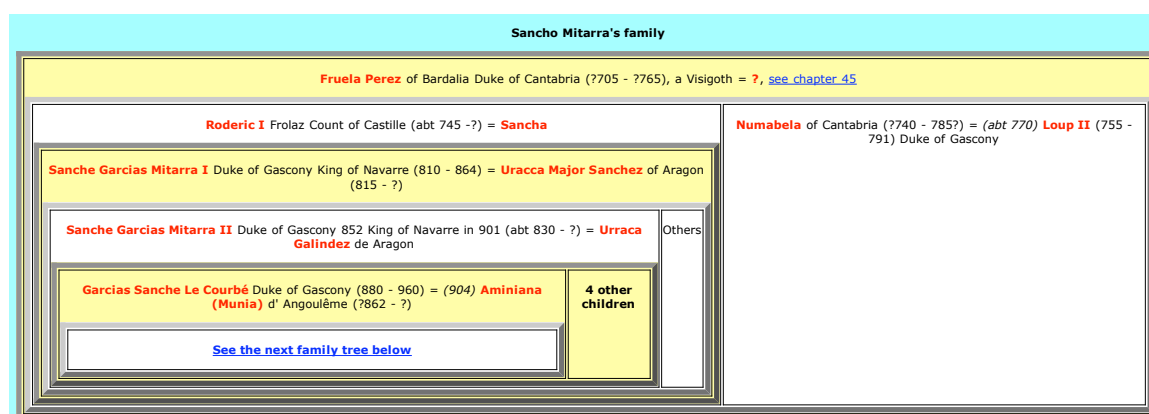 Sancho Mitarra's family
Fruela Perez of Bardalia Duke of Cantabria (?705 - ?765), a Visigoth = ?, see chapter 45
Roderic I Frolaz Count of Castille (abt 745 -?) = Sancha
Numabela of Cantabria (?740 - 785?) = (abt 770) Loup II (755 -
791) Duke of Gascony
Sanche Garcias Mitarra I Duke of Gascony King of Navarre (810 - 864) = Uracca Major Sanchez of Aragon
(815 - ?)
Sanche Garcias Mitarra II Duke of Gascony 852 King of Navarre in 901 (abt 830 - ?) = Urraca
Galindez de Aragon
Others
Garcias Sanche Le Courbé Duke of Gascony (880 - 960) = (904) Aminiana
(Munia) d' Angoulême (?862 - ?)
4 other
children
See the next family tree below